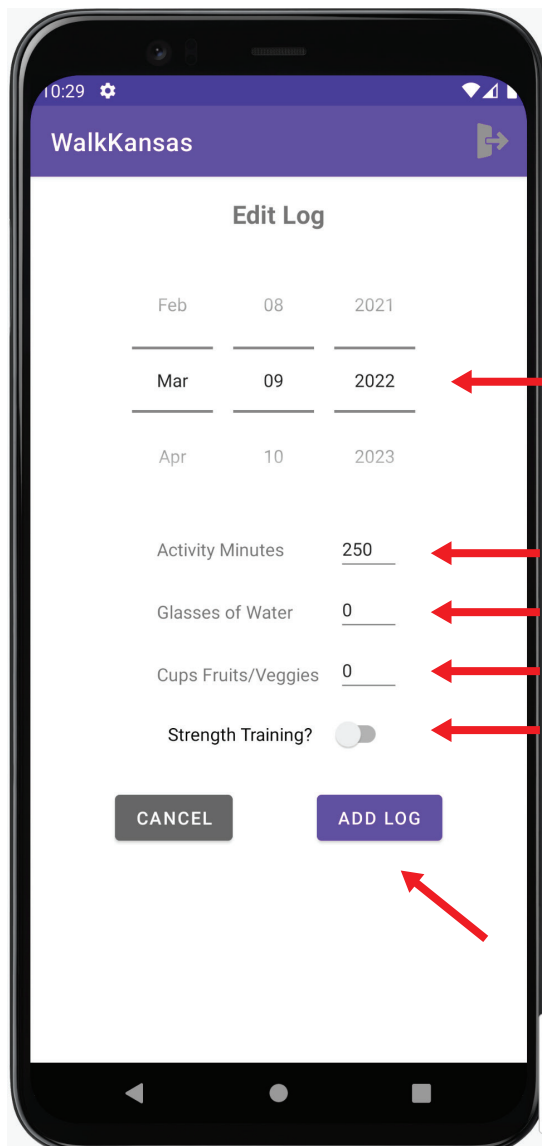 10:29
WalkKansas
Edit Log
Feb 08 2021
Mar 09 2022
Apr 10 2023
Activity Minutes 250
Glasses of Water 0
Cups Fruits/Veggies 0
Strength Training?
CANCEL ADD LOG